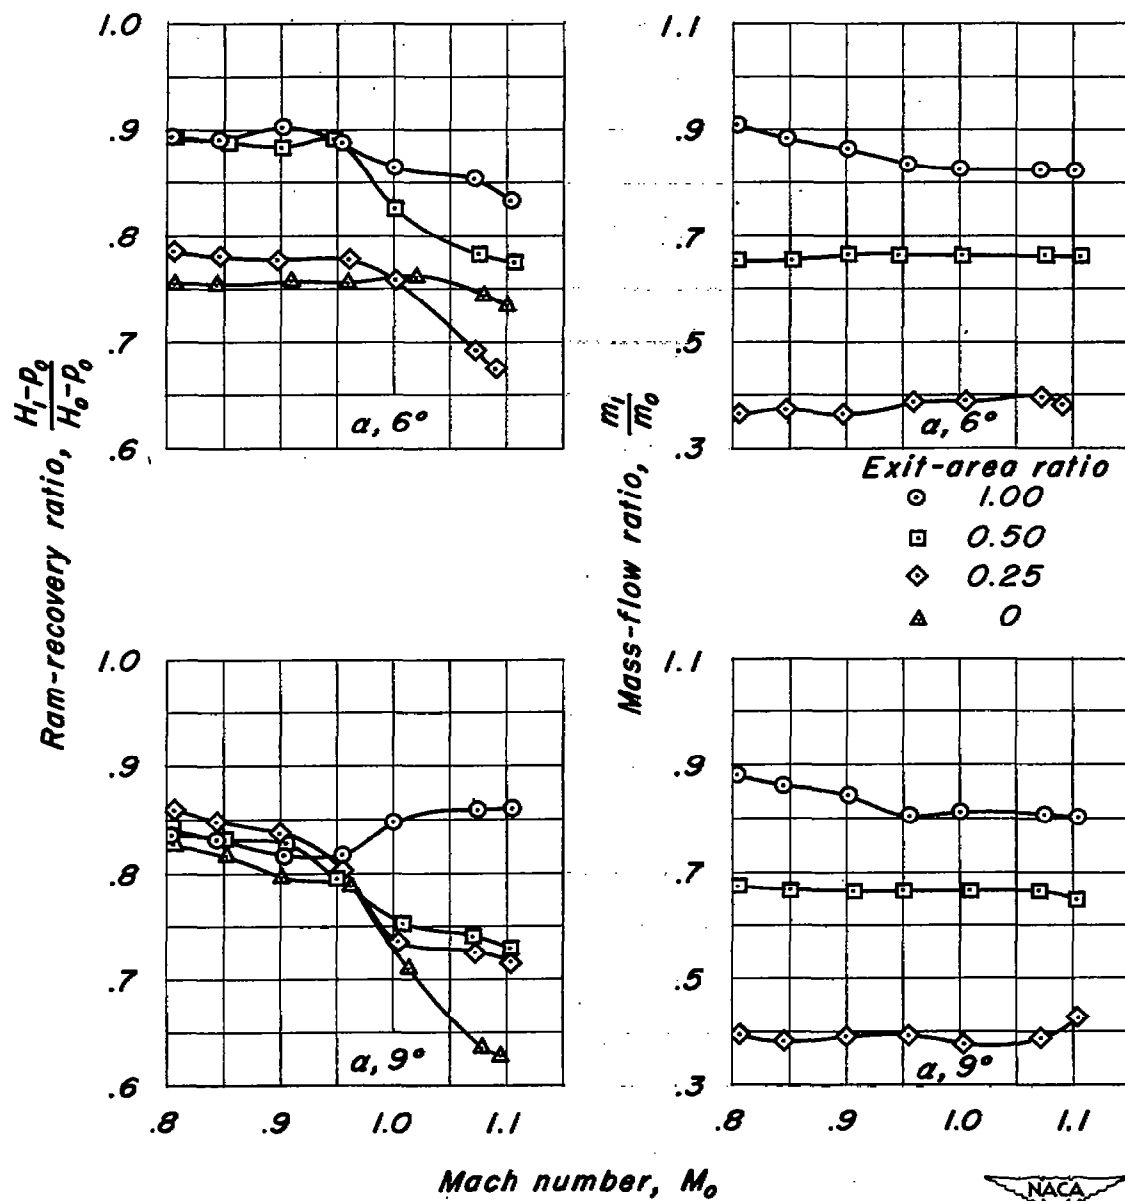 1.0
.9
.8
.7
.6
α, 6°
1.1
.9
.7
.5
.3
α, 6°
Ram-recovery ratio, H₁-p₀/H₀-p₀
Mass-flow ratio, m₁/m₀
Exit-area ratio
1.00
0.50
0.25
0
1.0
.9
.8
.7
.6
α, 9°
.8 .9 1.0 1.1
1.1
.9
.7
.5
.3
α, 9°
.8 .9 1.0 1.1
Mach number, M₀
NACA